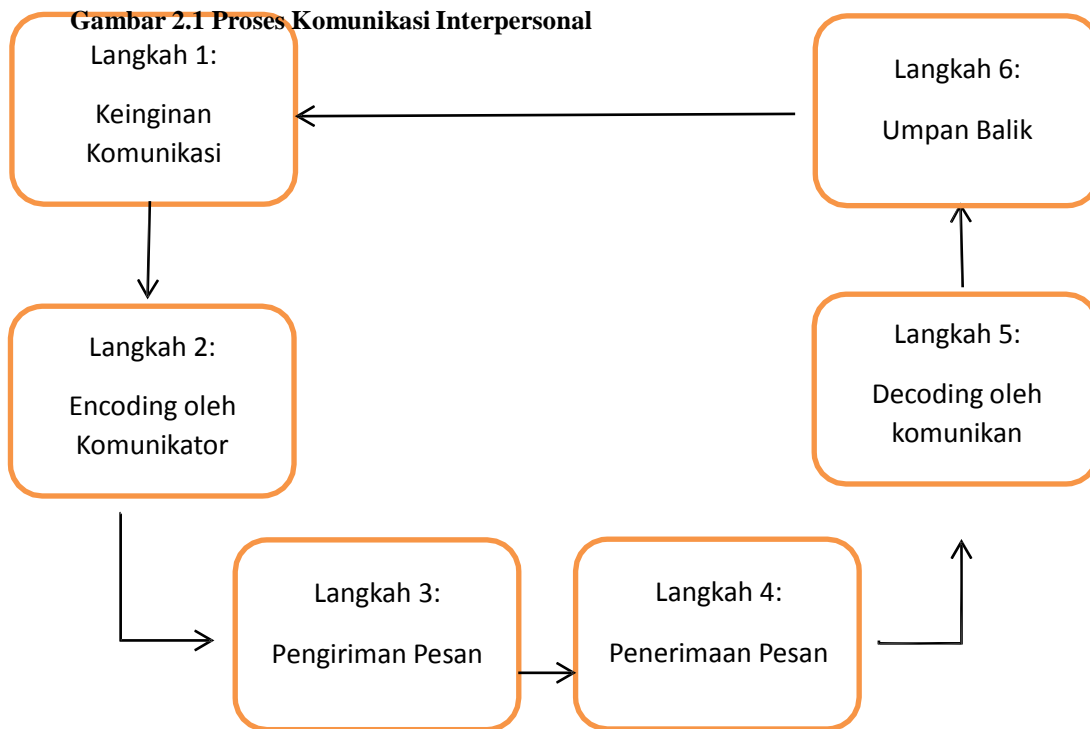 Gambar 2.1 Proses Komunikasi Interpersonal
Langkah 1:
Keinginan
Komunikasi
Langkah 6:
Umpan Balik
Langkah 2:
Encoding oleh
Komunikator
Langkah 5:
Decoding oleh
komunikan
Langkah 3:
Pengiriman Pesan
Langkah 4:
Penerimaan Pesan